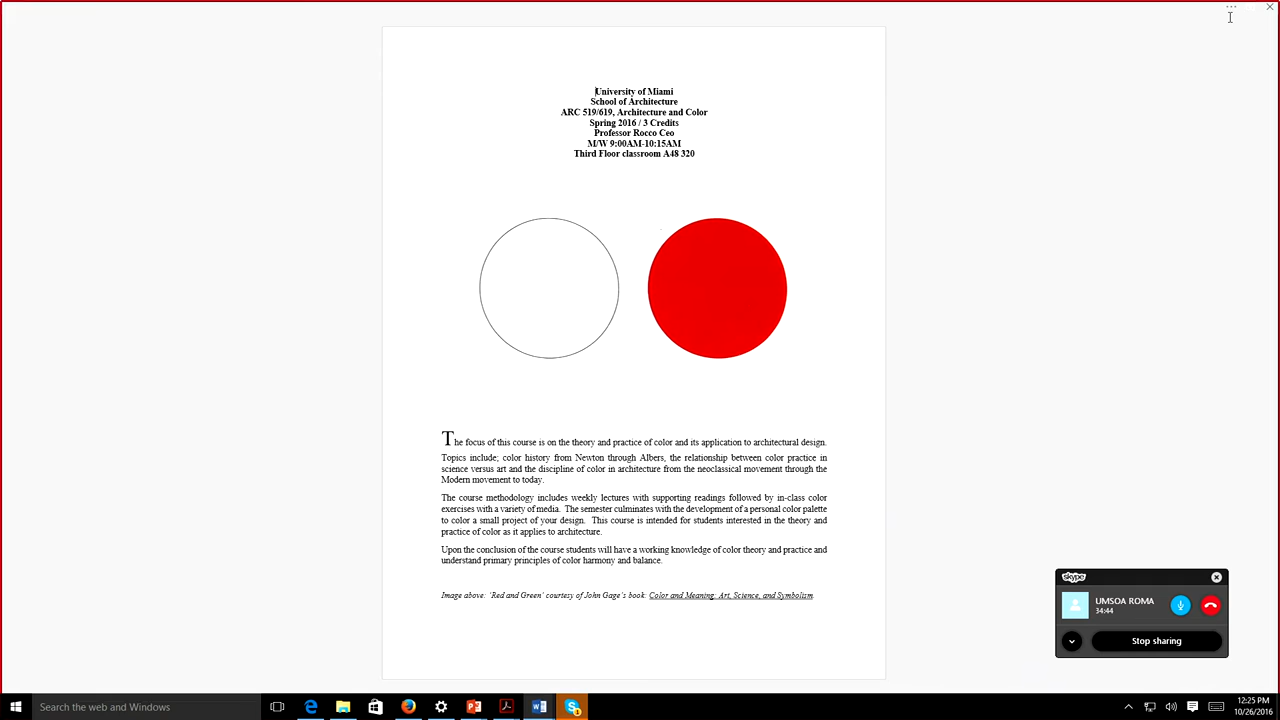 University of Miami
School of Architecture
ARC 519/619, Architecture and Color
Spring 2016 / 3 Credits
Professor Rocco Ceo
M/W 9:00AM-10:15AM
Third Floor classroom A48 320
The focus of this course is on the theory and practice of color and its application to architectural design.
Topics include; color history from Newton through Albers, the relationship between color practice in
science versus art and the discipline of color in architecture from the neoclassical movement through the
Modern movement to today.
The course methodology includes weekly lectures with supporting readings followed by in-class color
exercises with a variety of media. The semester culminates with the development of a personal color palette
to color a small project of your design. This course is intended for students interested in the theory and
practice of color as it applies to architecture.
Upon the conclusion of the course students will have a working knowledge of color theory and practice and
understand primary principles of color harmony and balance.
Image above: 'Red and Green' courtesy of John Gage's book: Color and Meaning: Art, Science, and Symbolism.
skype
UMSOA ROMA
34:44
Stop sharing
Search the web and Windows
12:25 PM
10/26/2016